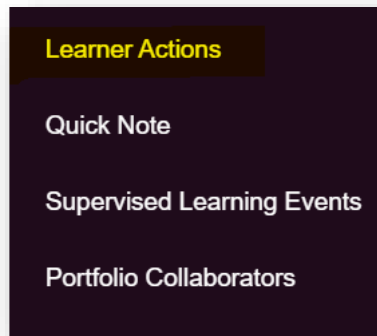 Learner Actions
Quick Note
Supervised Learning Events
Portfolio Collaborators